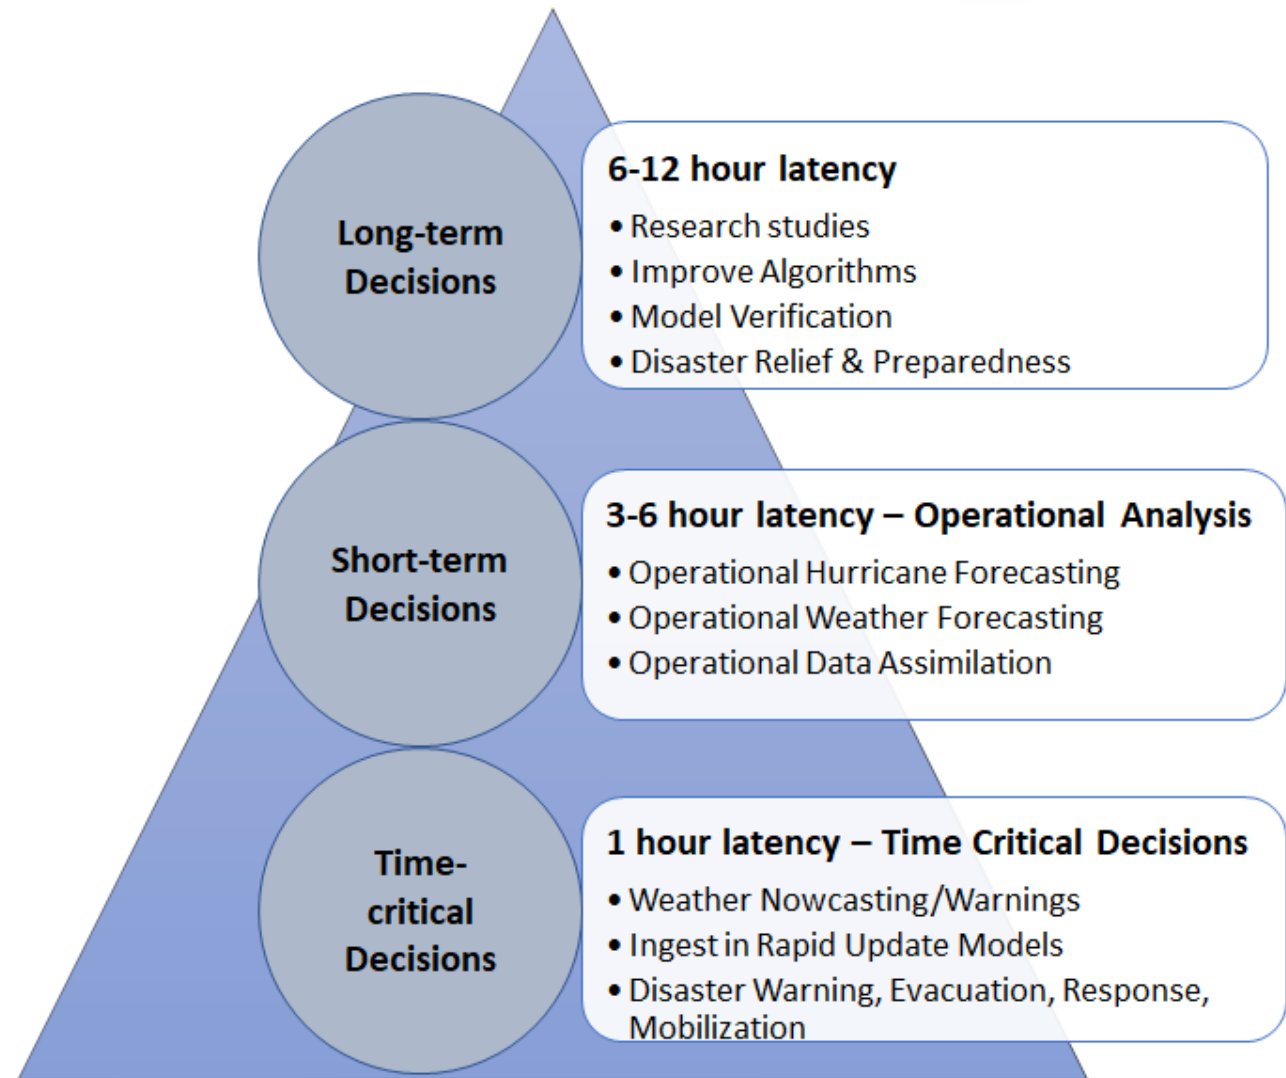 Long-term
Decisions
6-12 hour latency
• Research studies
• Improve Algorithms
• Model Verification
• Disaster Relief & Preparedness
Short-term
Decisions
3-6 hour latency – Operational Analysis
• Operational Hurricane Forecasting
• Operational Weather Forecasting
• Operational Data Assimilation
Time-
critical
Decisions
1 hour latency – Time Critical Decisions
• Weather Nowcasting/Warnings
• Ingest in Rapid Update Models
• Disaster Warning, Evacuation, Response,
Mobilization